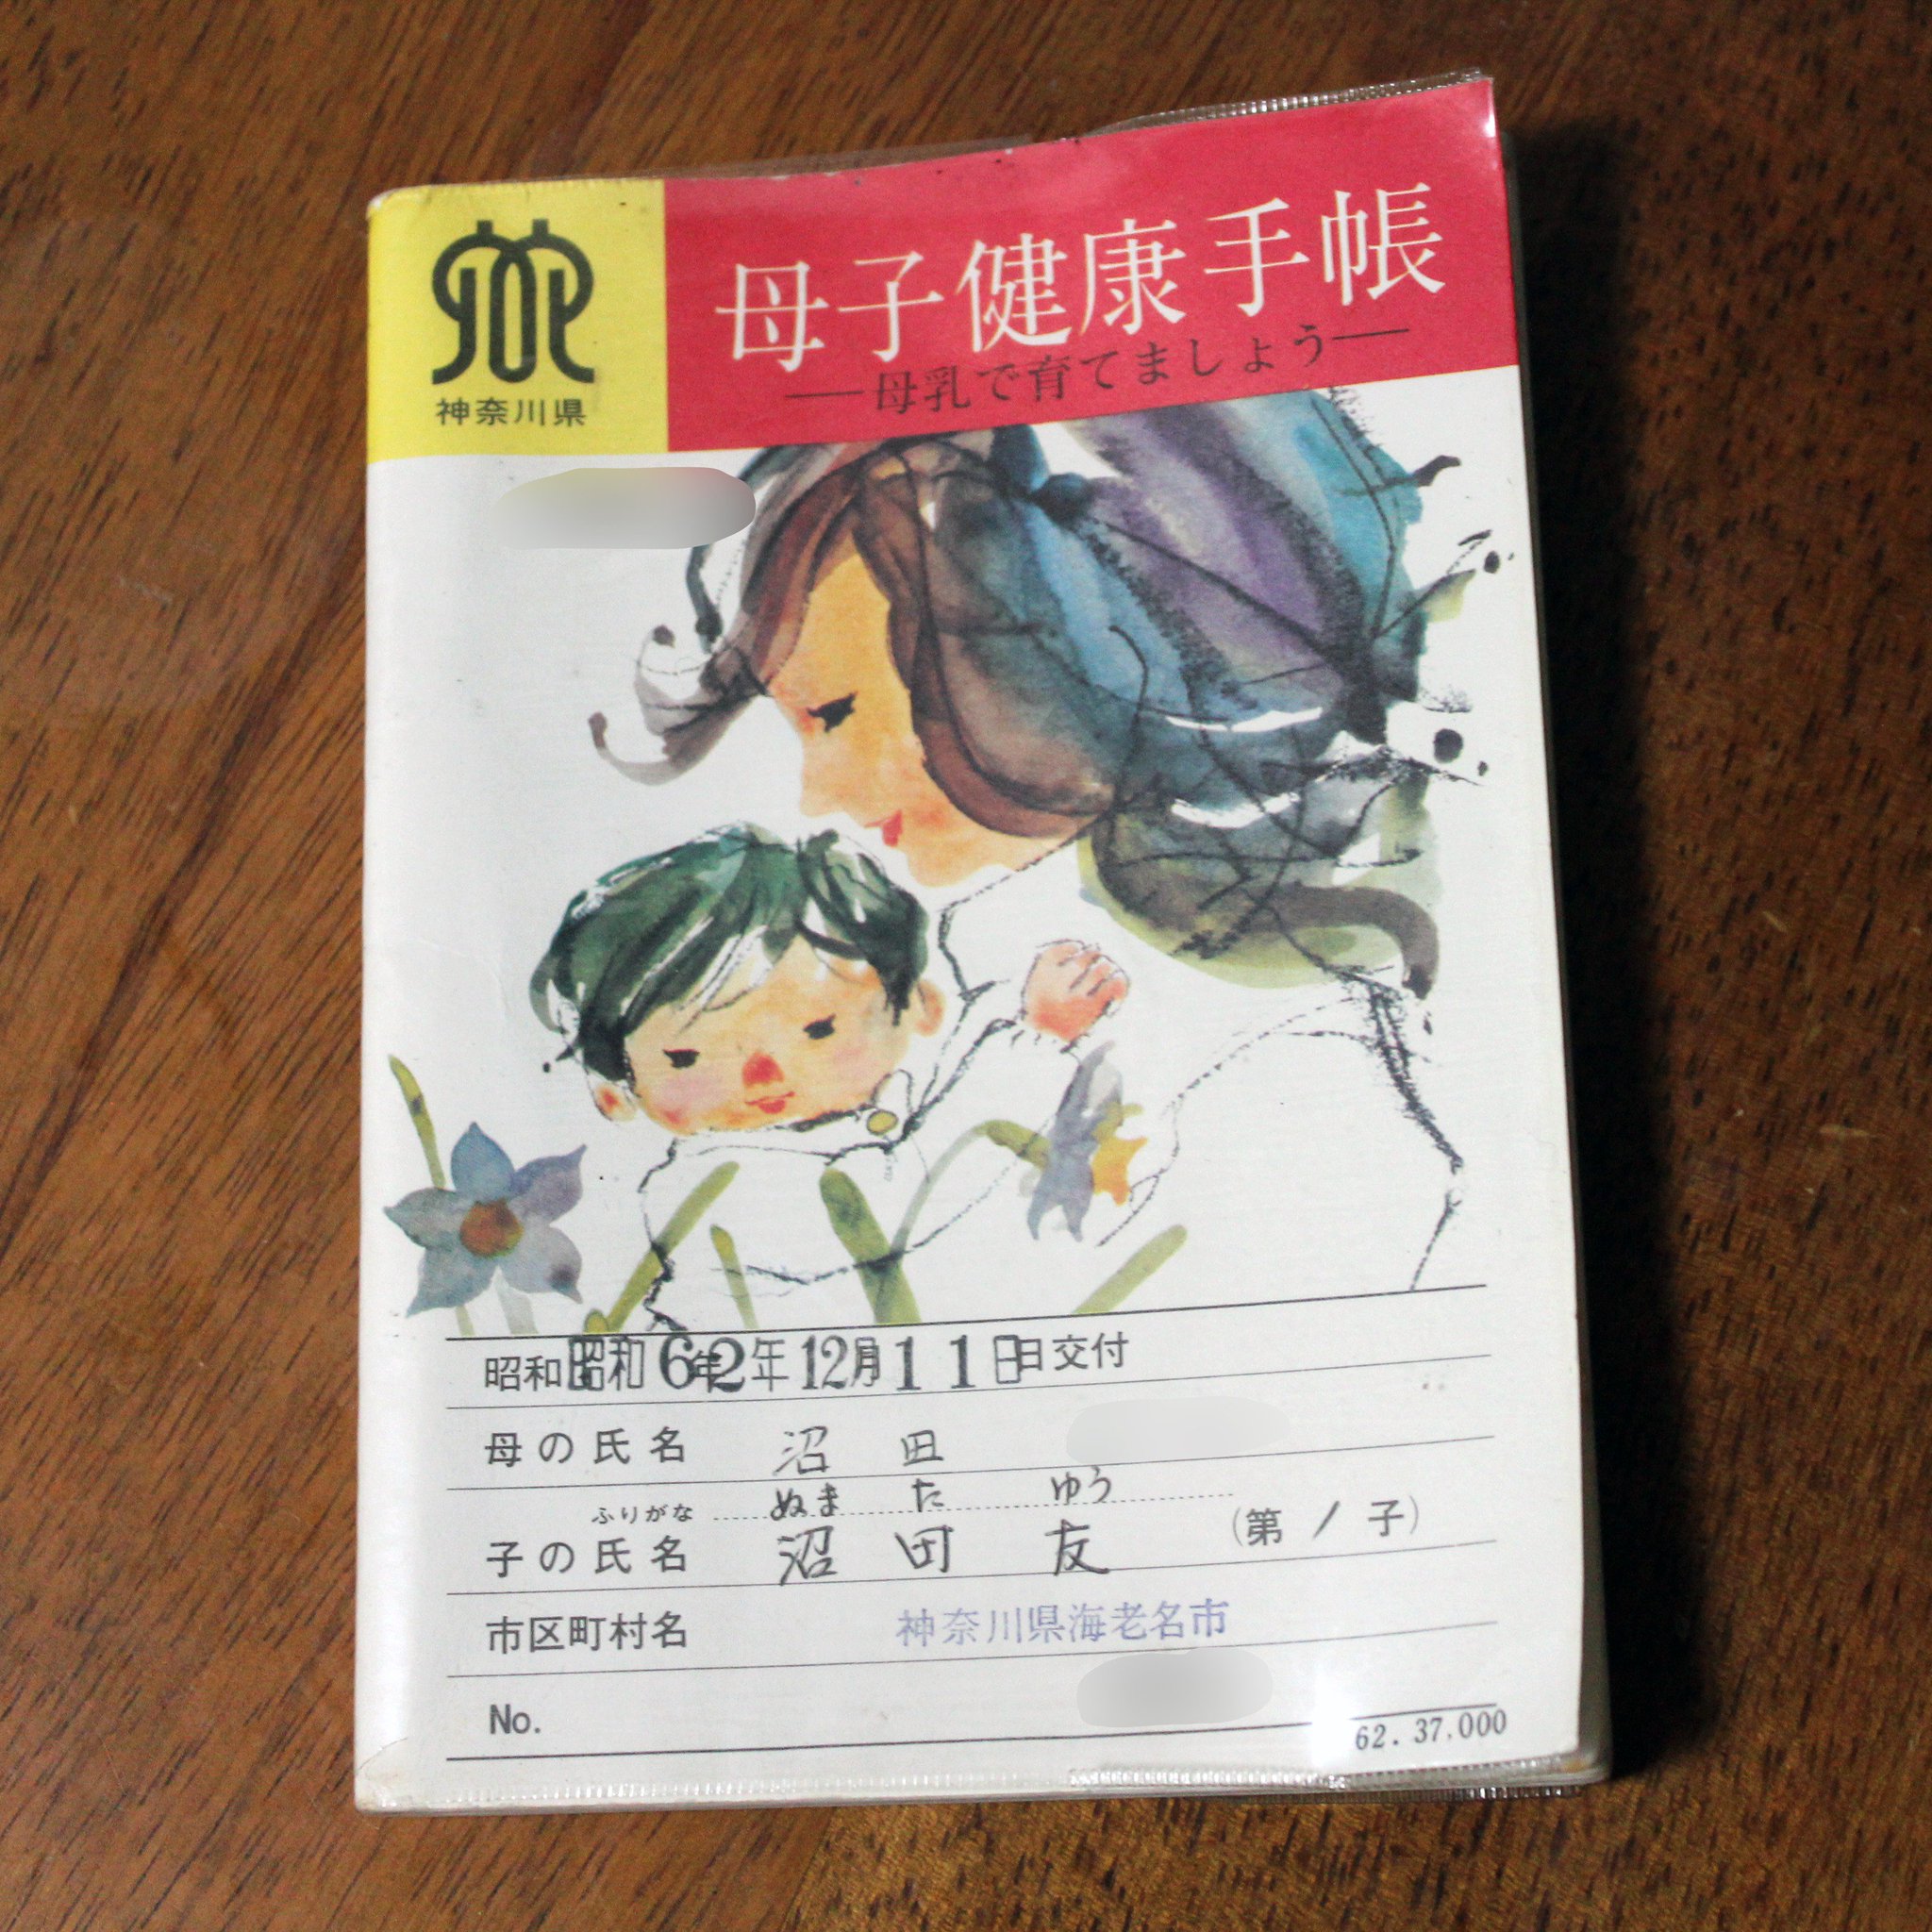 神奈川県
母子健康手帳
―母乳で育てましょう―
昭和 昭和62年12月11日 日交付
母の氏名 沼田
ふりがな ぬまた ゆう
子の氏名 沼田 友 (第1子)
市区町村名 神奈川県海老名市
No.
62.37,000